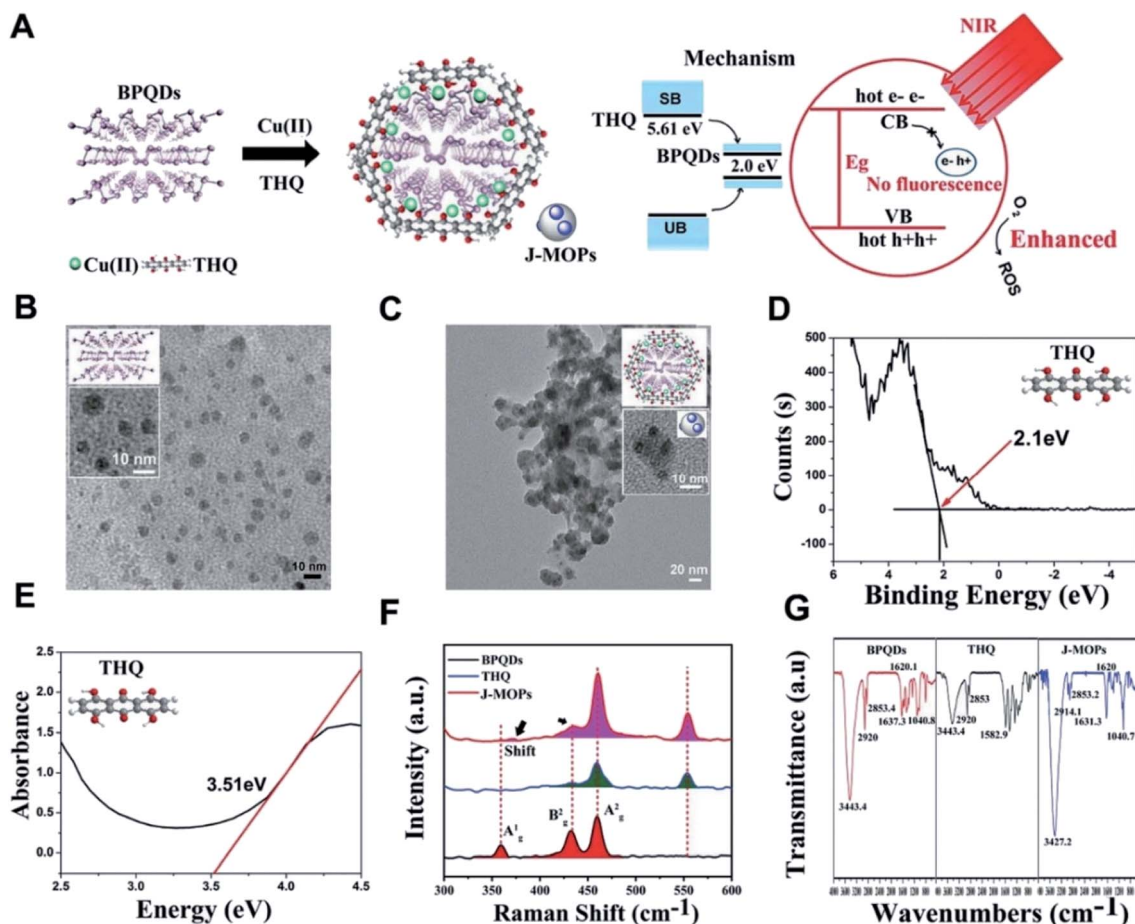 A
BPQDs
Cu(II)
THQ
Cu(II)
THQ
J-MOPs
Mechanism
SB
THQ
5.61 eV
BPQDs
2.0 eV
UB
NIR
hot e- e-
CB
e- h+
Eg
No fluorescence
VB
hot h+h+
O2
Enhanced
ROS
B
10 nm
10 nm
C
10 nm
20 nm
D
THQ
2.1eV
500
400
300
200
100
0
-100
6 4 2 0 -2 -4
Counts (s)
Binding Energy (eV)
E
THQ
3.51eV
2.5
2.0
1.5
1.0
0.5
0.0
2.5 3.0 3.5 4.0 4.5
Absorbance
Energy (eV)
F
BPQDs
THQ
J-MOPs
Shift
A1g
B2g
A2g
300 350 400 450 500 550 600
Intensity (a.u.)
Raman Shift (cm-1)
G
BPQDs
1620.1
2853.4
1637.3
1040.8
2920
3443.4
THQ
2853
2920
3443.4
1582.9
J-MOPs
1620
2853.2
2914.1
1631.3
1040.7
3427.2
Transmittance (a.u)
Wavenumbers (cm-1)